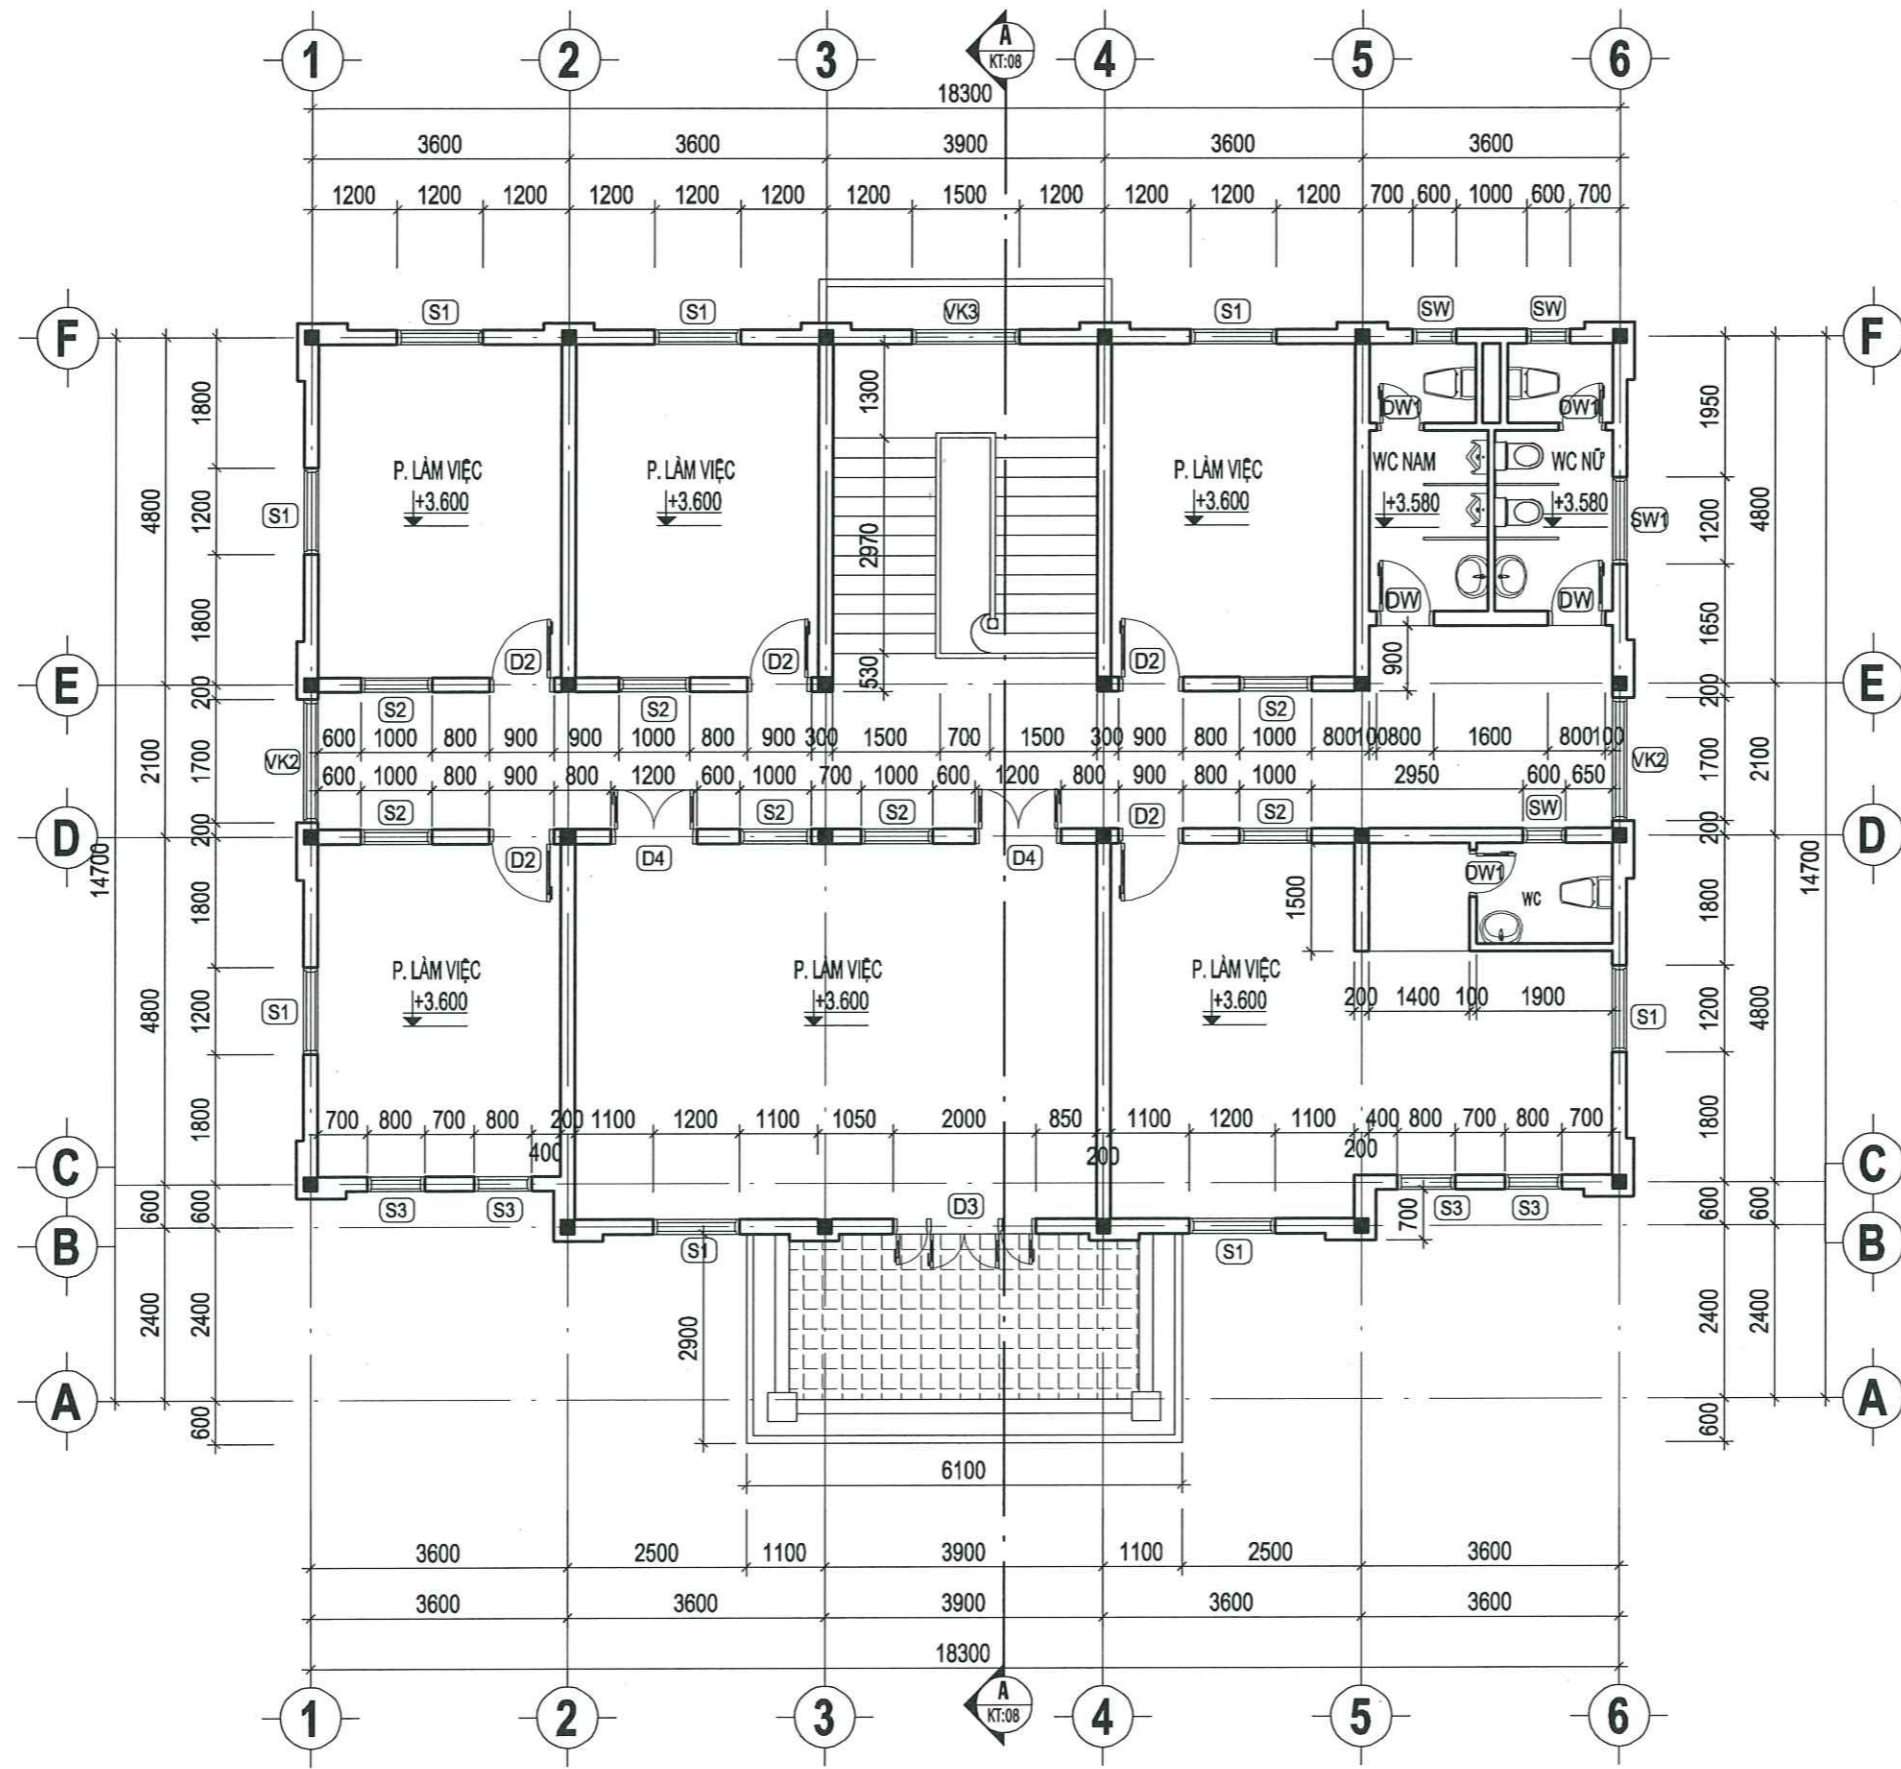 1 2 3 A 4 5 6
KT:08
18300
3600 3600 3900 3600 3600
1200 1200 1200 1200 1200 1200 1200 1500 1200 1200 1200 1200 700 600 1000 600 700
S1 S1 VK3 S1 SW SW
F F
1800 1300 1950
DW1 DW1
P. LÀM VIỆC P. LÀM VIỆC P. LÀM VIỆC WC NAM WC NỮ
+3.600 +3.600 +3.600 +3.580 +3.580
4800 1200 S1 2970 SW1 1200 4800
DW DW
1800 1650
D2 D2 530 D2 900
E E
200 S2 S2 S2 200
600 1000 800 900 900 1000 800 900 300 1500 700 1500 300 900 800 1000 800 100 800 1600 800 100
2100 1700 VK2 VK2 1700 2100
600 1000 800 900 800 1200 600 1000 700 1000 600 1200 800 900 800 1000 2950 600 650
S2 S2 S2 D2 S2 SW
D D
200 200
14700 D2 D4 D4 DW1 14700
1800 1500 WC 1800
P. LÀM VIỆC P. LÀM VIỆC P. LÀM VIỆC
+3.600 +3.600 +3.600 200 1400 100 1900
4800 1200 S1 S1 1200 4800
700 800 700 800 200 1100 1200 1100 1050 2000 850 1100 1200 1100 400 800 700 800 700
1800 400 200 200 1800
C C
600 600 S3 S3 D3 700 S3 S3 600 600
B S1 S1 B
2400 2400 2900 2400 2400
A A
600 600
6100
3600 2500 1100 3900 1100 2500 3600
3600 3600 3900 3600 3600
18300
1 2 3 A 4 5 6
KT:08